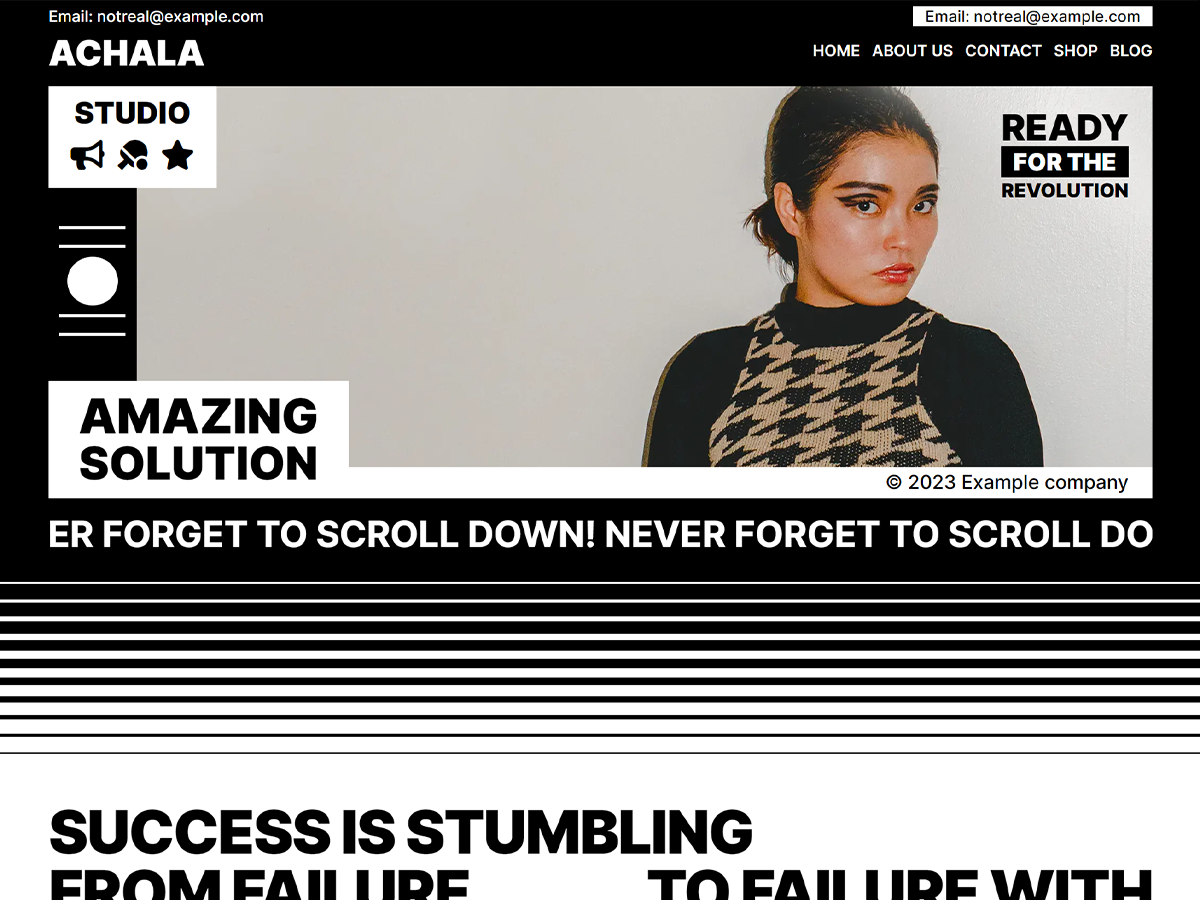 Email: notreal@example.com
Email: notreal@example.com
ACHALA
HOME ABOUT US CONTACT SHOP BLOG
STUDIO
READY
FOR THE
REVOLUTION
AMAZING
SOLUTION
© 2023 Example company
ER FORGET TO SCROLL DOWN! NEVER FORGET TO SCROLL DO
SUCCESS IS STUMBLING
FROM FAILURE TO FAILURE WITH